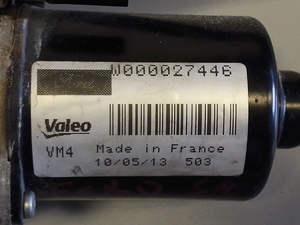 W000027446
Valeo
VM4 Made in France
10/05/13 503